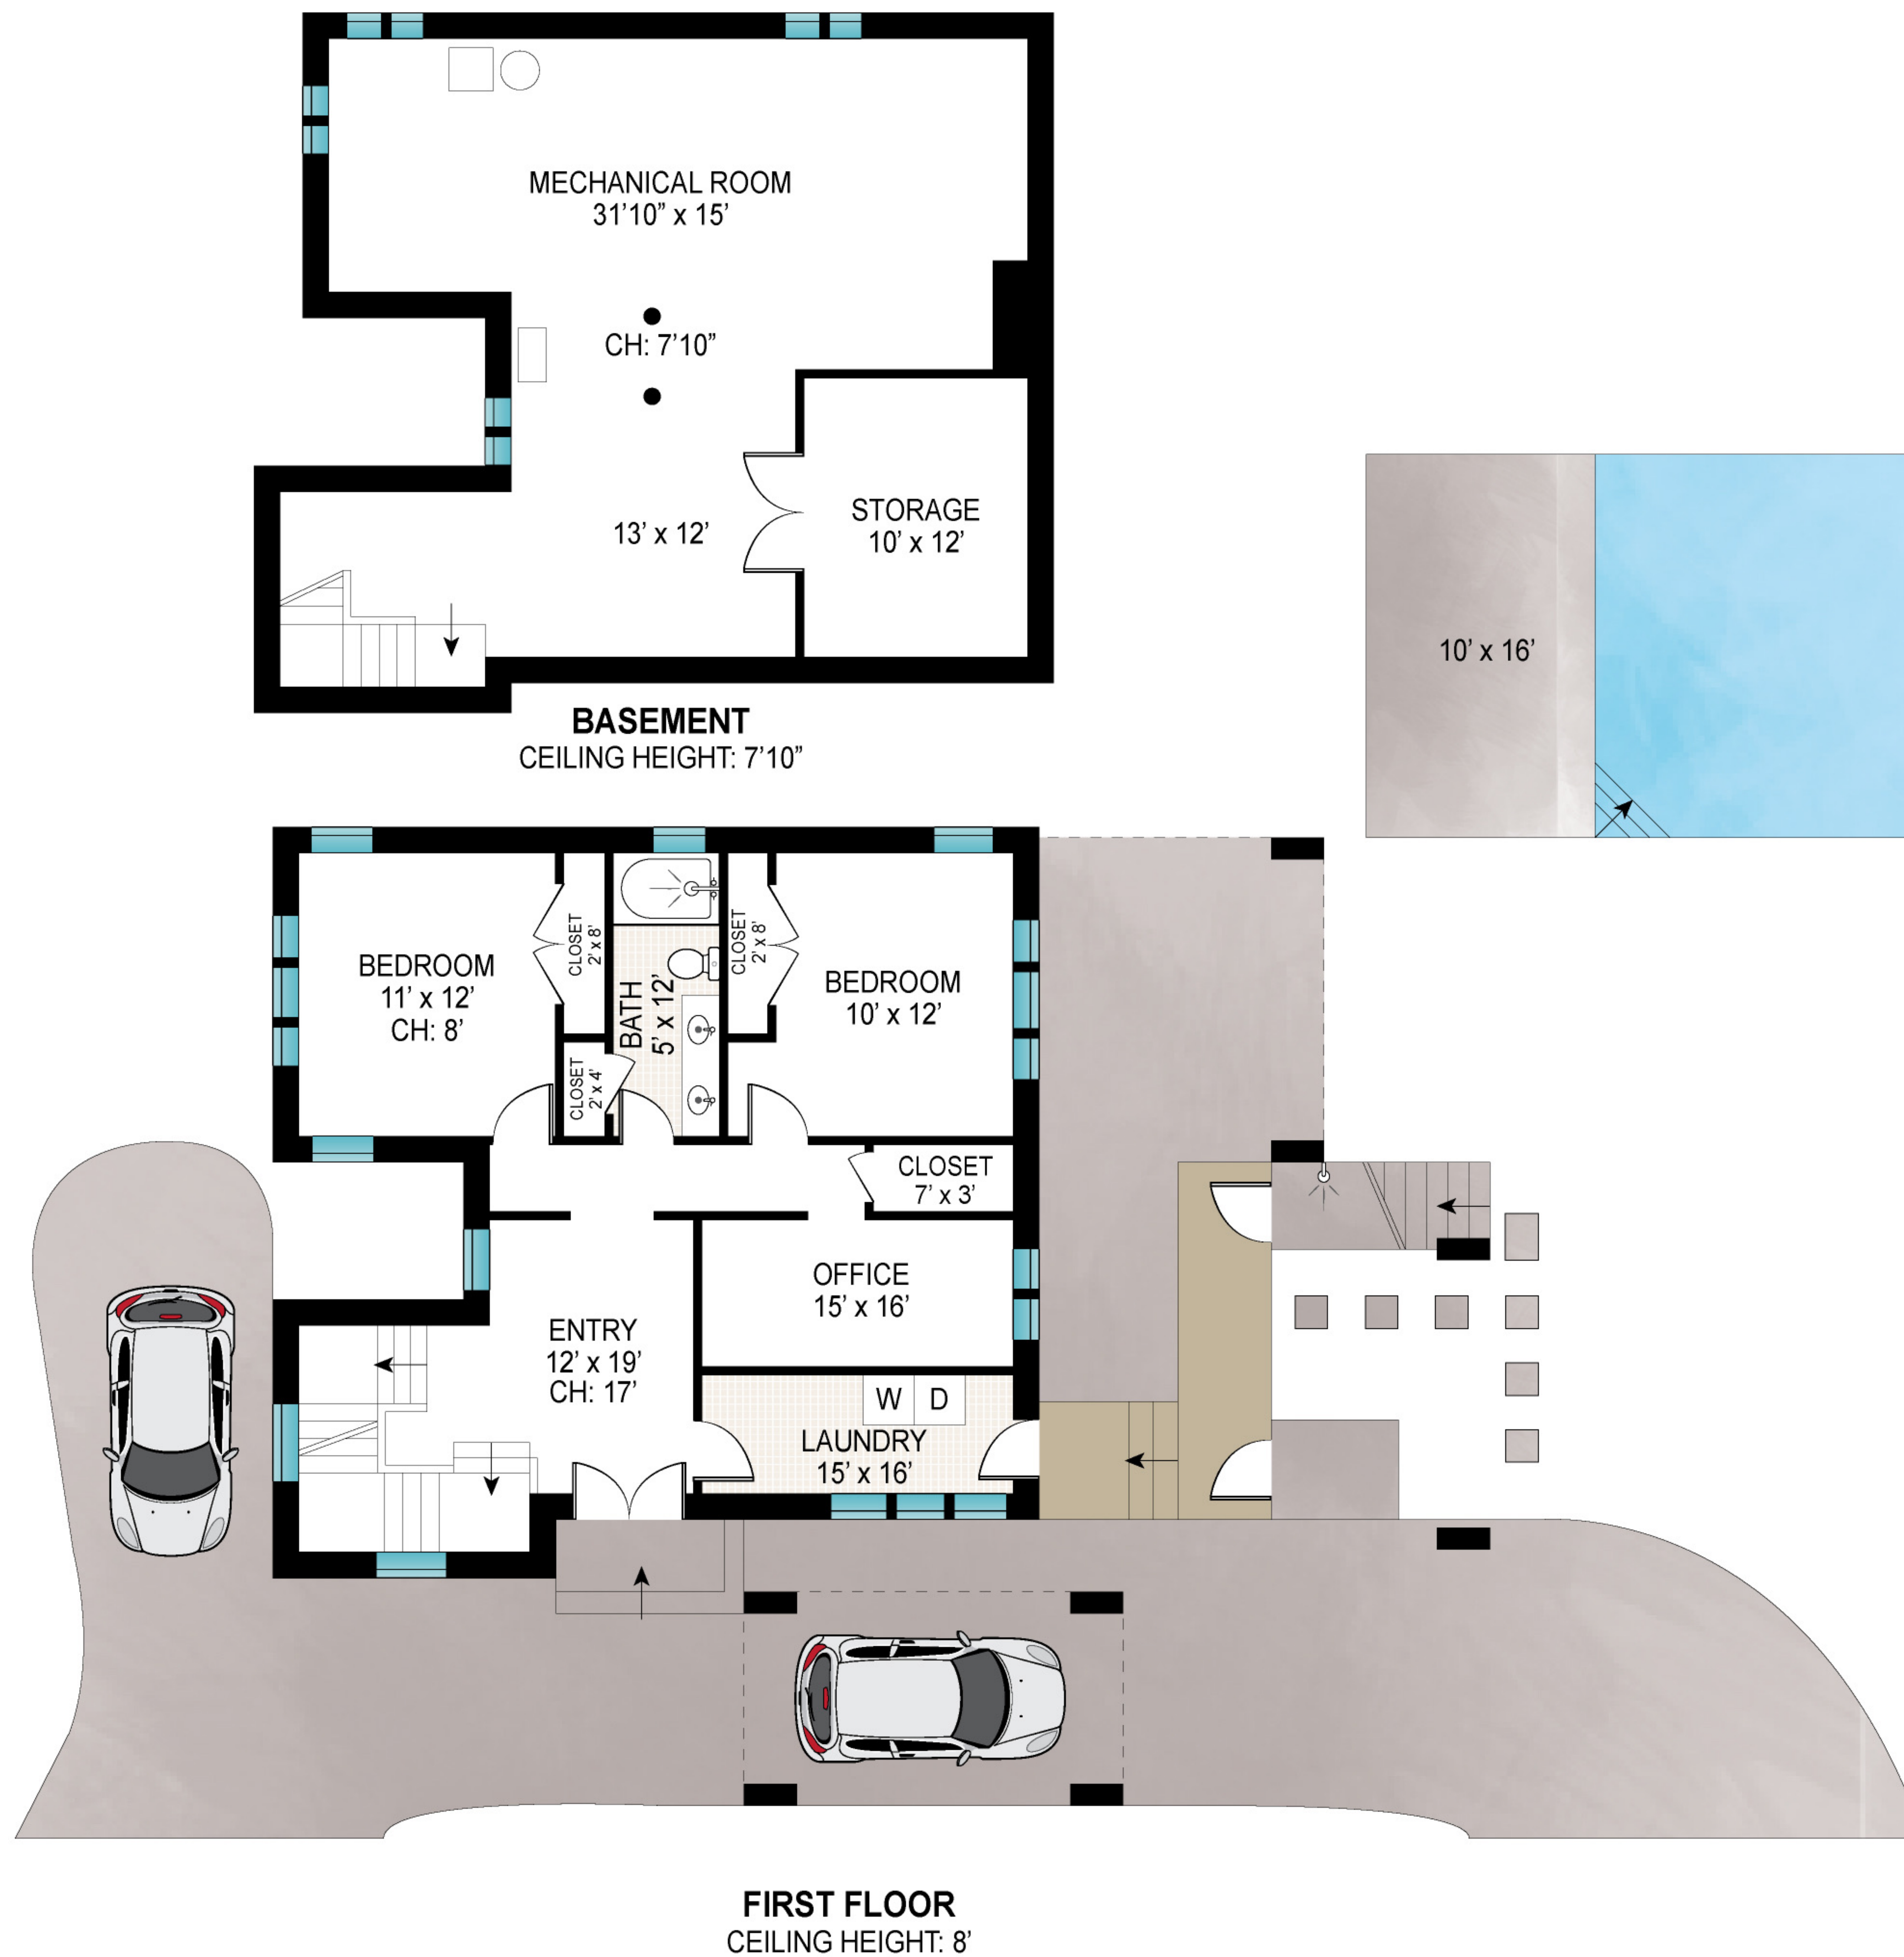 MECHANICAL ROOM
31’10” x 15’
CH: 7’10”
13’ x 12’
STORAGE
10’ x 12’
BASEMENT
CEILING HEIGHT: 7’10”
10’ x 16’
BEDROOM
11’ x 12’
CH: 8’
CLOSET
2’ x 8’
CLOSET
2’ x 4’
BATH
5’ x 12’
CLOSET
2’ x 8’
BEDROOM
10’ x 12’
CLOSET
7’ x 3’
OFFICE
15’ x 16’
ENTRY
12’ x 19’
CH: 17’
W D
LAUNDRY
15’ x 16’
FIRST FLOOR
CEILING HEIGHT: 8’